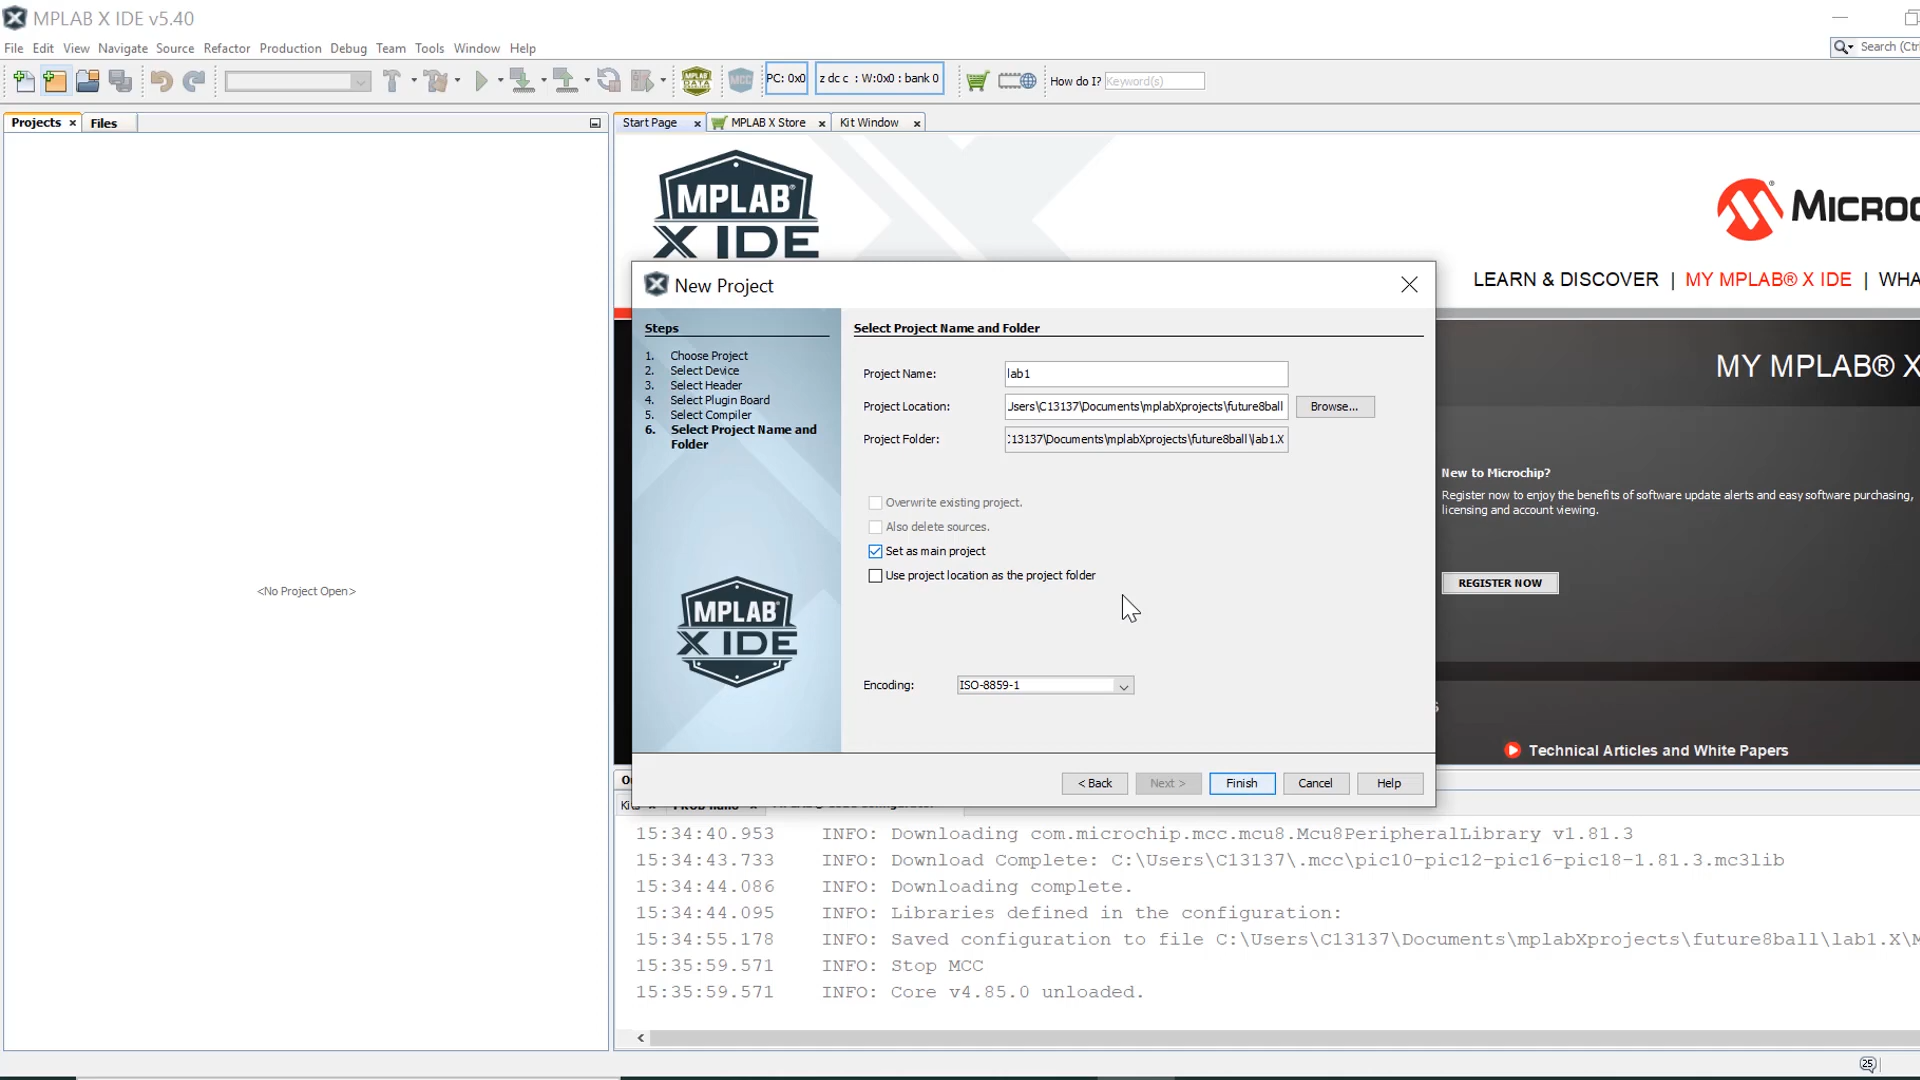 MPLAB X IDE v5.40
File Edit View Navigate Source Refactor Production Debug Team Tools Window Help
Search (Ctr
PC: 0x0
z dc c : W:0x0 : bank 0
How do I? Keyword(s)
Projects
Files
Start Page
MPLAB X Store
Kit Window
MPLAB®
X IDE
MICROC
LEARN & DISCOVER | MY MPLAB® X IDE | WHA
MY MPLAB® X
<No Project Open>
New Project
Steps
1. Choose Project
2. Select Device
3. Select Header
4. Select Plugin Board
5. Select Compiler
6. Select Project Name and
Folder
MPLAB
X IDE
Select Project Name and Folder
Project Name: lab1
Project Location: Jsers\C13137\Documents\mplabXprojects\future8ball Browse...
Project Folder: :13137\Documents\mplabXprojects\future8ball\lab1.X
Overwrite existing project.
Also delete sources.
Set as main project
Use project location as the project folder
Encoding: ISO-8859-1
< Back Next > Finish Cancel Help
New to Microchip?
Register now to enjoy the benefits of software update alerts and easy software purchasing,
licensing and account viewing.
REGISTER NOW
Technical Articles and White Papers
15:34:40.953 INFO: Downloading com.microchip.mcc.mcu8.Mcu8PeripheralLibrary v1.81.3
15:34:43.733 INFO: Download Complete: C:\Users\C13137\.mcc\pic10-pic12-pic16-pic18-1.81.3.mc3lib
15:34:44.086 INFO: Downloading complete.
15:34:44.095 INFO: Libraries defined in the configuration:
15:34:55.178 INFO: Saved configuration to file C:\Users\C13137\Documents\mplabXprojects\future8ball\lab1.X\M
15:35:59.571 INFO: Stop MCC
15:35:59.571 INFO: Core v4.85.0 unloaded.
25